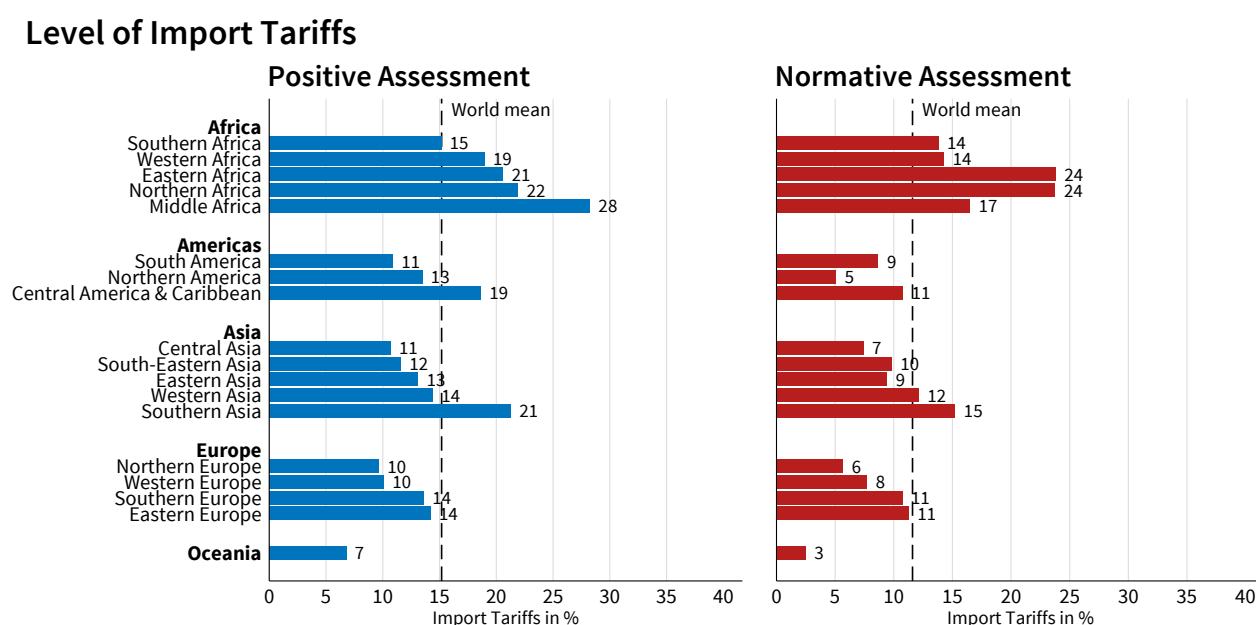 Level of Import Tariffs
Positive Assessment
Normative Assessment
World mean
World mean
Africa
Southern Africa 15 14
Western Africa 19 14
Eastern Africa 21 24
Northern Africa 22 24
Middle Africa 28 17
Americas
South America 11 9
Northern America 13 5
Central America & Caribbean 19 11
Asia
Central Asia 11 7
South-Eastern Asia 12 10
Eastern Asia 13 9
Western Asia 14 12
Southern Asia 21 15
Europe
Northern Europe 10 6
Western Europe 10 8
Southern Europe 14 11
Eastern Europe 14 11
Oceania 7 3
0 5 10 15 20 25 30 35 40
0 5 10 15 20 25 30 35 40
Import Tariffs in %
Import Tariffs in %